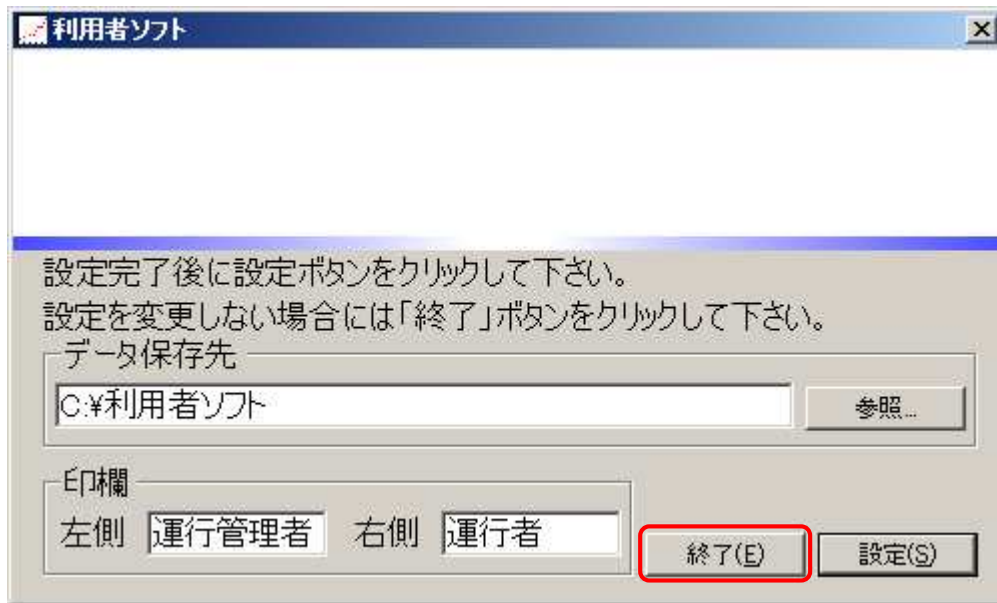 利用者ソフト
設定完了後に設定ボタンをクリックして下さい。
設定を変更しない場合には「終了」ボタンをクリックして下さい。
データ保存先
C:¥利用者ソフト
参照...
印欄
左側 運行管理者 右側 運行者
終了(E) 設定(S)